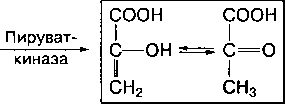 Пируват-
киназа
COOH COOH
C—OH ⇌ C=O
CH₂ CH₃